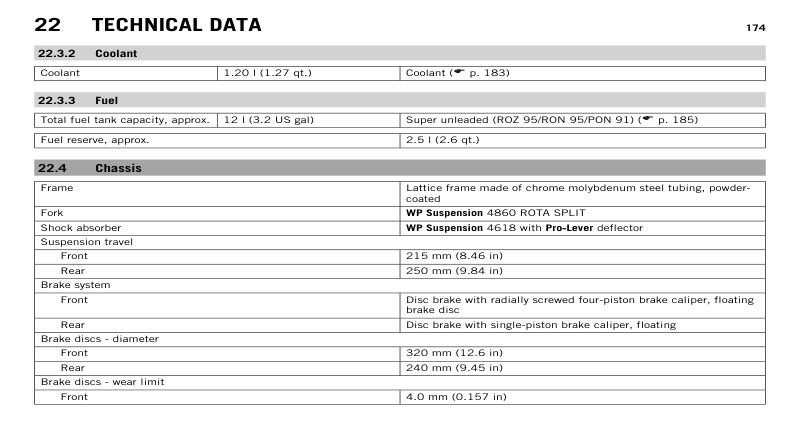 22 TECHNICAL DATA 174
22.3.2 Coolant
Coolant 1.20 l (1.27 qt.) Coolant (☛ p. 183)
22.3.3 Fuel
Total fuel tank capacity, approx. 12 l (3.2 US gal) Super unleaded (ROZ 95/RON 95/PON 91) (☛ p. 185)
Fuel reserve, approx. 2.5 l (2.6 qt.)
22.4 Chassis
Frame Lattice frame made of chrome molybdenum steel tubing, powder-
coated
Fork WP Suspension 4860 ROTA SPLIT
Shock absorber WP Suspension 4618 with Pro-Lever deflector
Suspension travel
Front 215 mm (8.46 in)
Rear 250 mm (9.84 in)
Brake system
Front Disc brake with radially screwed four-piston brake caliper, floating
brake disc
Rear Disc brake with single-piston brake caliper, floating
Brake discs - diameter
Front 320 mm (12.6 in)
Rear 240 mm (9.45 in)
Brake discs - wear limit
Front 4.0 mm (0.157 in)